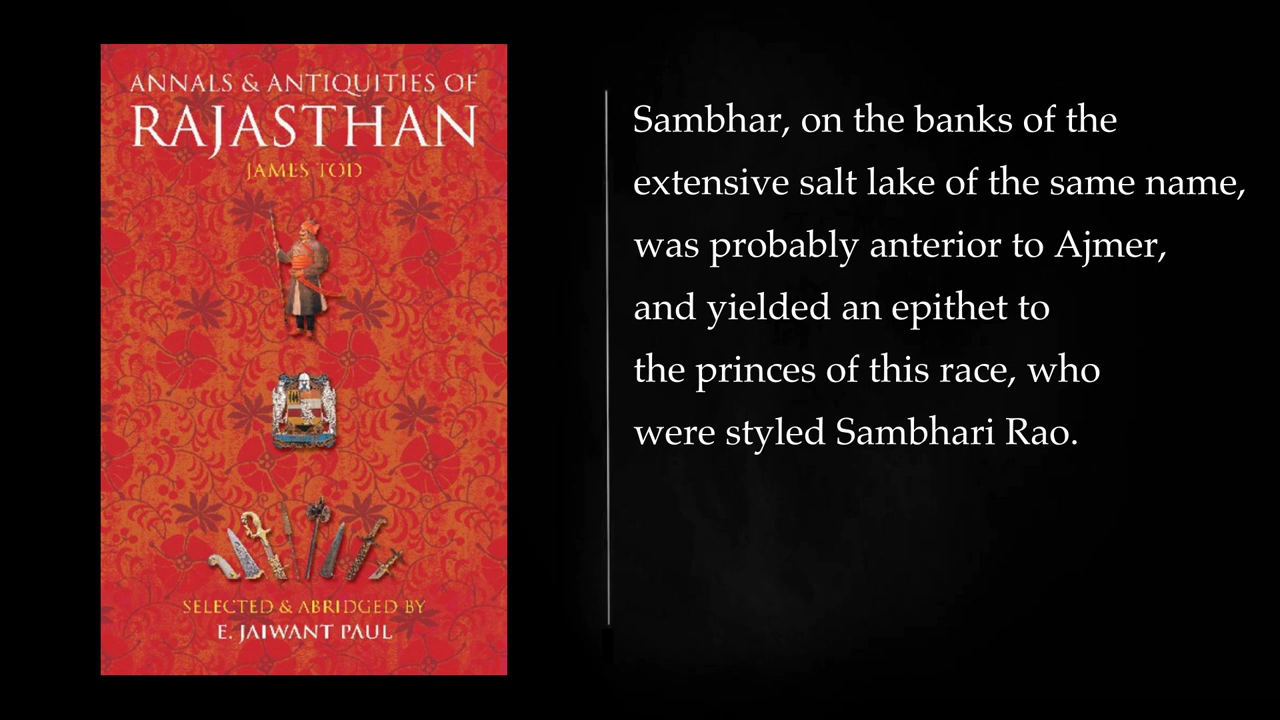 ANNALS & ANTIQUITIES OF
RAJASTHAN
JAMES TOD
SELECTED & ABRIDGED BY
E. JAIWANT PAUL
Sambhar, on the banks of the
extensive salt lake of the same name,
was probably anterior to Ajmer,
and yielded an epithet to
the princes of this race, who
were styled Sambhari Rao.